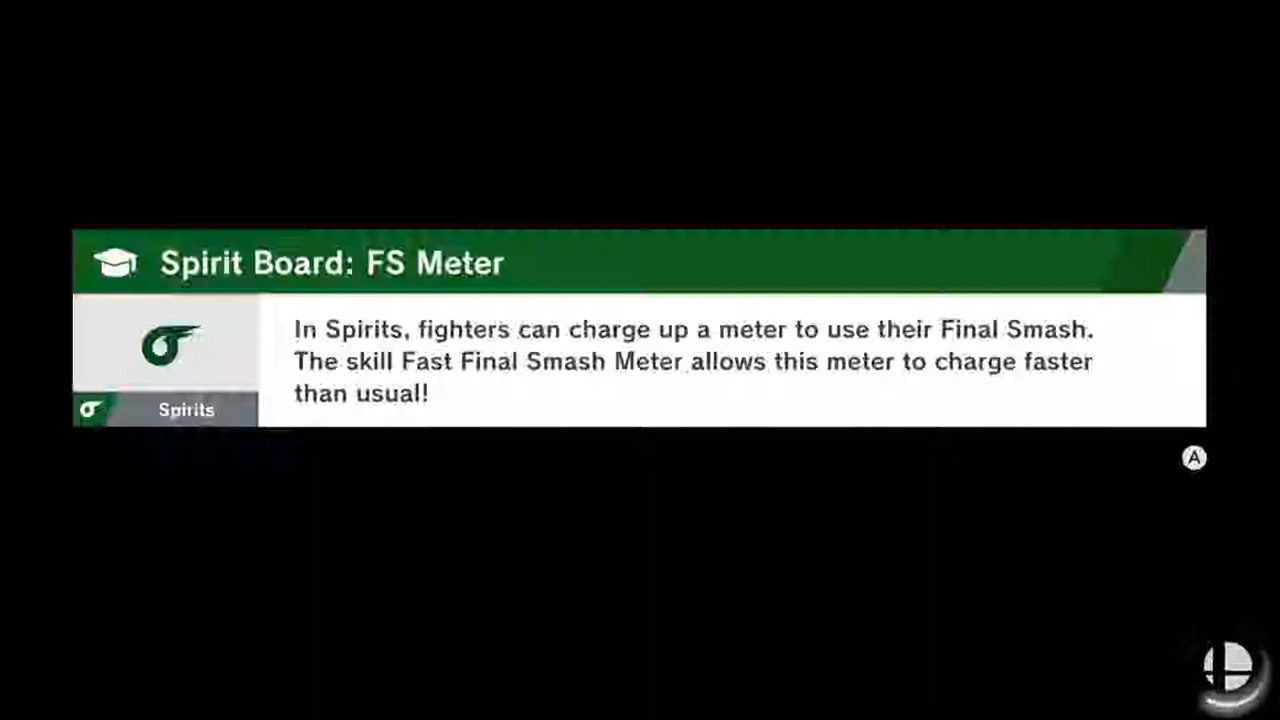 Spirit Board: FS Meter
In Spirits, fighters can charge up a meter to use their Final Smash.
The skill Fast Final Smash Meter allows this meter to charge faster
than usual!
Spirits
A